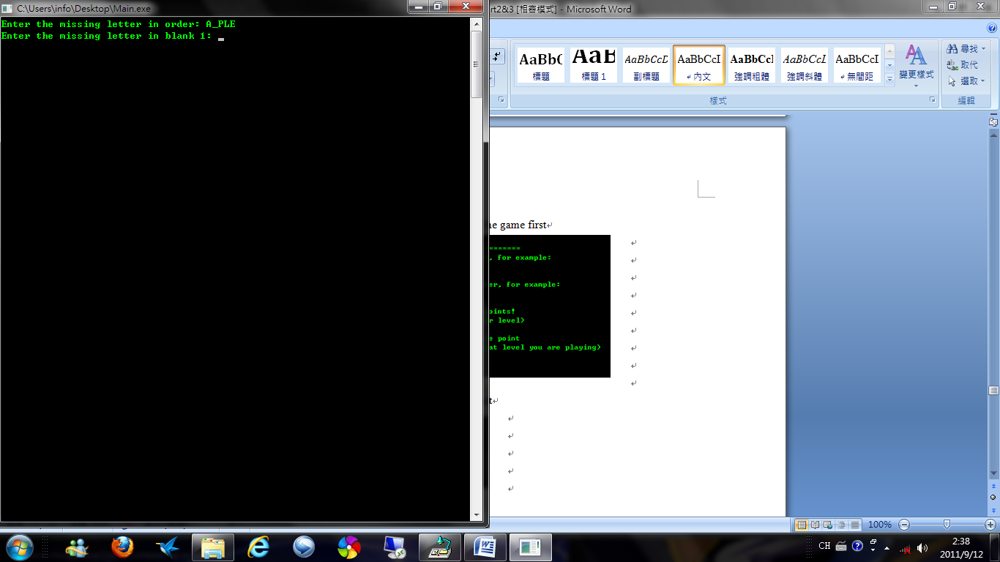 C:\Users\info\Desktop\Main.exe
Enter the missing letter in order: A_PLE
Enter the missing letter in blank 1: _
rt2&3 [相容模式] - Microsoft Word
AaBbC AaB AaBbCcD AaBbCcI AaBbCcI AaBbCcL AaBbCcI
標題 標題 1 副標題 ↵內文 強調粗體 強調斜體 ↵無間距
變更樣式
尋找
取代
選取
樣式 編輯
e game first↵
=======
, for example:
er, for example:
oints!
r level)
e point
at level you are playing)
t↵
100%
CH
2:38
2011/9/12